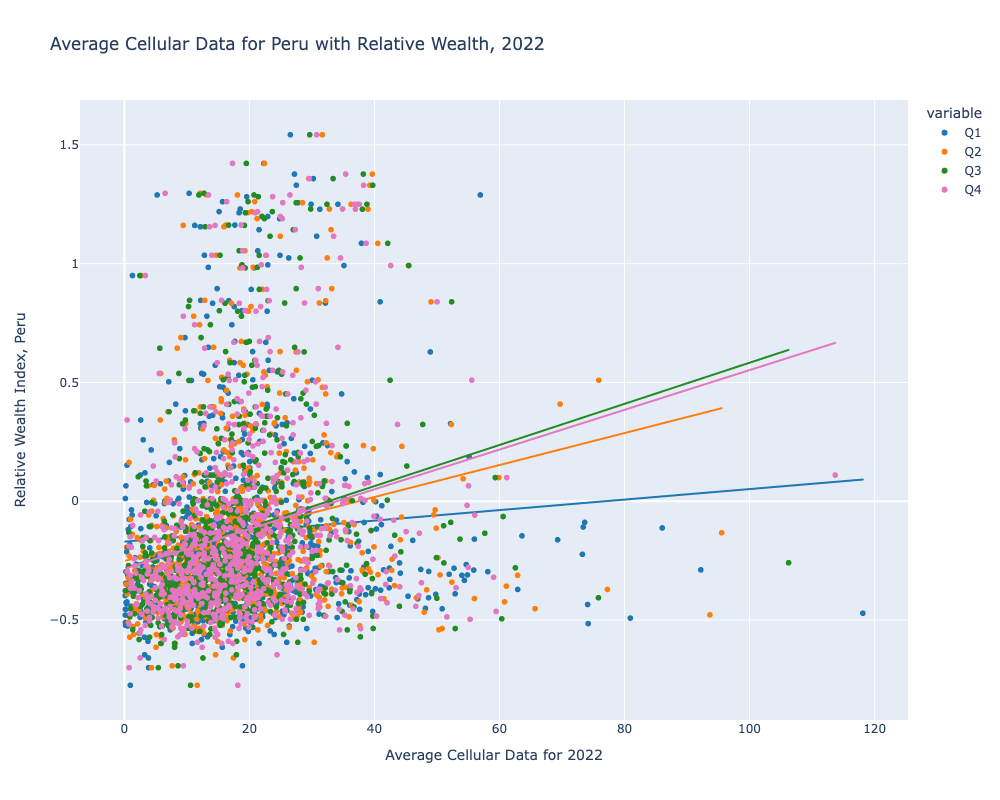 Average Cellular Data for Peru with Relative Wealth, 2022
variable
Q1
Q2
Q3
Q4
Relative Wealth Index, Peru
1.5
1
0.5
0
−0.5
0
20
40
60
80
100
120
Average Cellular Data for 2022